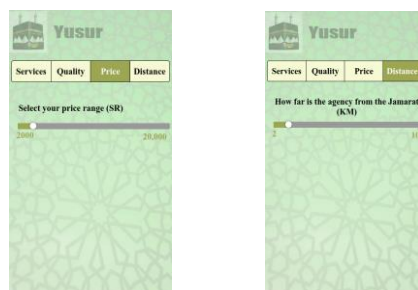 Yusur
Services Quality Price Distance
Select your price range (SR)
2000 20,000
Yusur
Services Quality Price Distance
How far is the agency from the Jamarat
(KM)
2